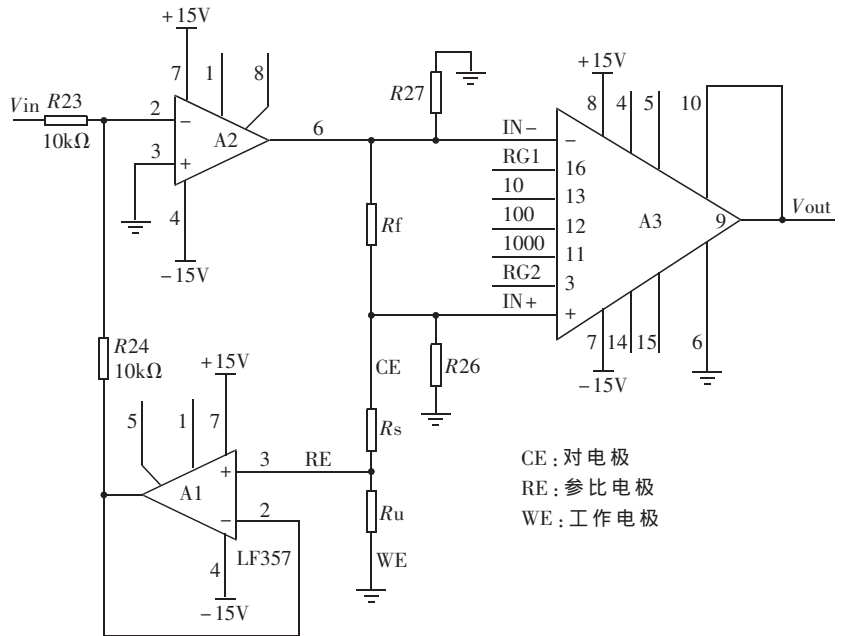 +15V
7
1
8
Vin
R23
10kΩ
2
−
3
+
A2
6
4
−15V
R27
Rf
IN−
RG1
10
100
1000
RG2
IN+
+15V
8
4
5
10
−
16
13
12
11
3
+
A3
9
Vout
7
14
15
6
−15V
R24
10kΩ
CE
R26
Rs
+15V
5
1
7
+
3
RE
A1
−
2
LF357
4
−15V
Ru
WE
CE:对电极
RE:参比电极
WE:工作电极